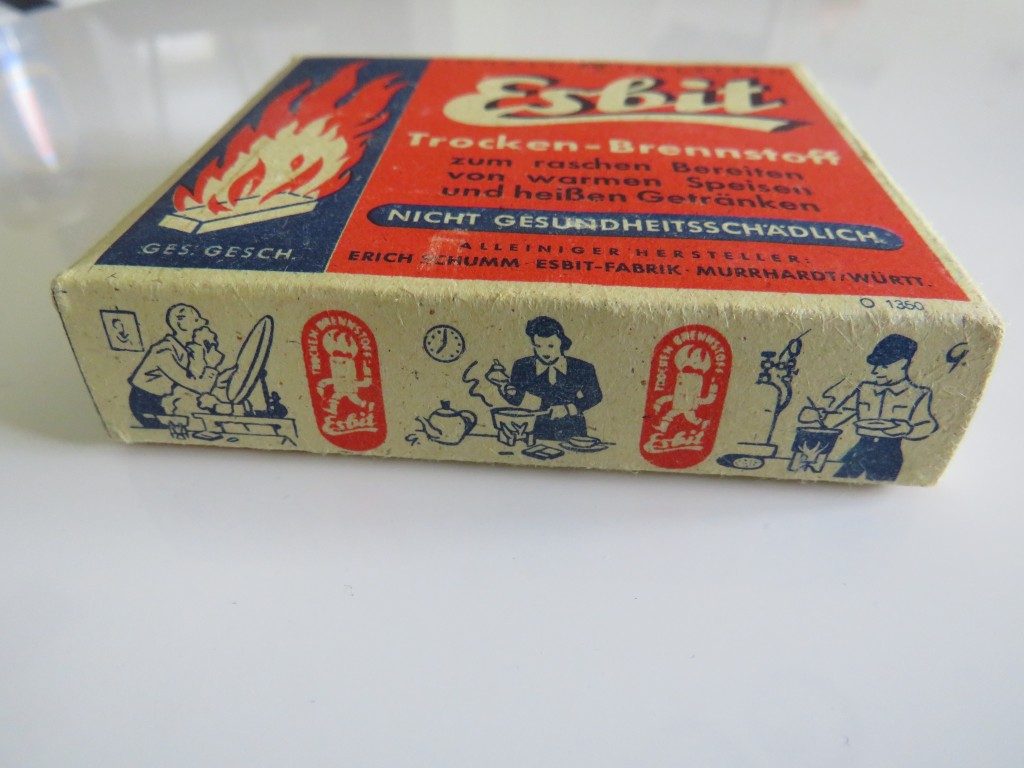 Esbit
Trocken-Brennstoff
zum raschen Bereiten
von warmen Speisen
und heißen Getränken
NICHT GESUNDHEITSSCHÄDLICH.
GES. GESCH.
ALLEINIGER HERSTELLER:
ERICH SCHUMM · ESBIT-FABRIK · MURRHARDT/WÜRTT.
O 1350
TROCKEN BRENNSTOFF
Esbit
G.
TROCKEN BRENNSTOFF
Esbit
G.